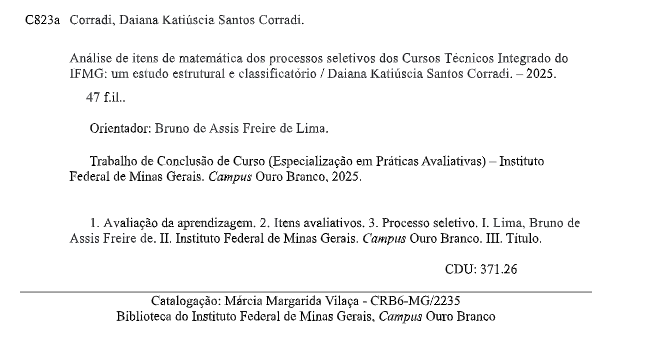 C823a Corradi, Daiana Katiúscia Santos Corradi.
Análise de itens de matemática dos processos seletivos dos Cursos Técnicos Integrado do
IFMG: um estudo estrutural e classificatório / Daiana Katiúscia Santos Corradi. – 2025.
47 f.il..
Orientador: Bruno de Assis Freire de Lima.
Trabalho de Conclusão de Curso (Especialização em Práticas Avaliativas) – Instituto
Federal de Minas Gerais. Campus Ouro Branco, 2025.
1. Avaliação da aprendizagem. 2. Itens avaliativos. 3. Processo seletivo. I. Lima, Bruno de
Assis Freire de. II. Instituto Federal de Minas Gerais. Campus Ouro Branco. III. Título.
CDU: 371.26
Catalogação: Márcia Margarida Vilaça - CRB6-MG/2235
Biblioteca do Instituto Federal de Minas Gerais, Campus Ouro Branco